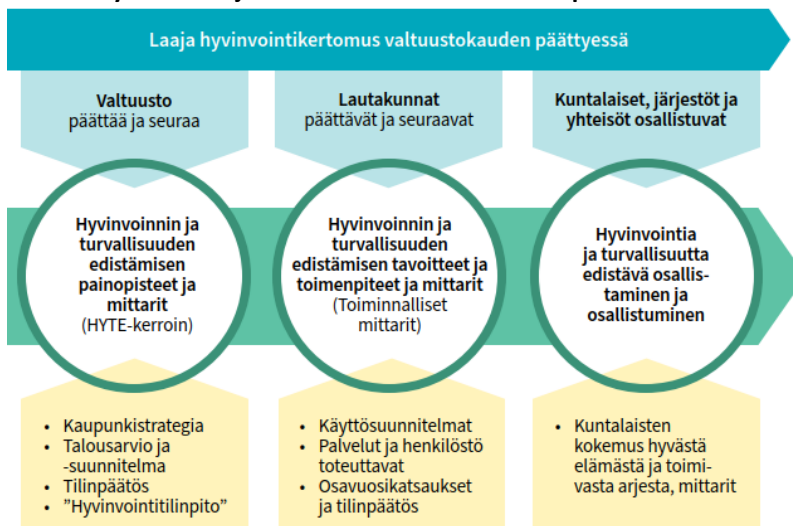 Laaja hyvinvointikertomus valtuustokauden päättyessä
Valtuusto
päättää ja seuraa
Lautakunnat
päättävät ja seuraavat
Kuntalaiset, järjestöt ja
yhteisöt osallistuvat
Hyvinvoinnin ja
turvallisuuden
edistämisen
painopisteet ja
mittarit
(HYTE-kerroin)
Hyvinvoinnin ja
turvallisuuden
edistämisen tavoitteet ja
toimenpiteet ja mittarit
(Toiminnalliset
mittarit)
Hyvinvointia
ja turvallisuutta
edistävä osallis-
taminen ja
osallistuminen
• Kaupunkistrategia
• Talousarvio ja
-suunnitelma
• Tilinpäätös
• ”Hyvinvointitilinpito”
• Käyttösuunnitelmat
• Palvelut ja henkilöstö
toteuttavat
• Osavuosikatsaukset
ja tilinpäätös
• Kuntalaisten
kokemus hyvästä
elämästä ja toimi-
vasta arjesta, mittarit